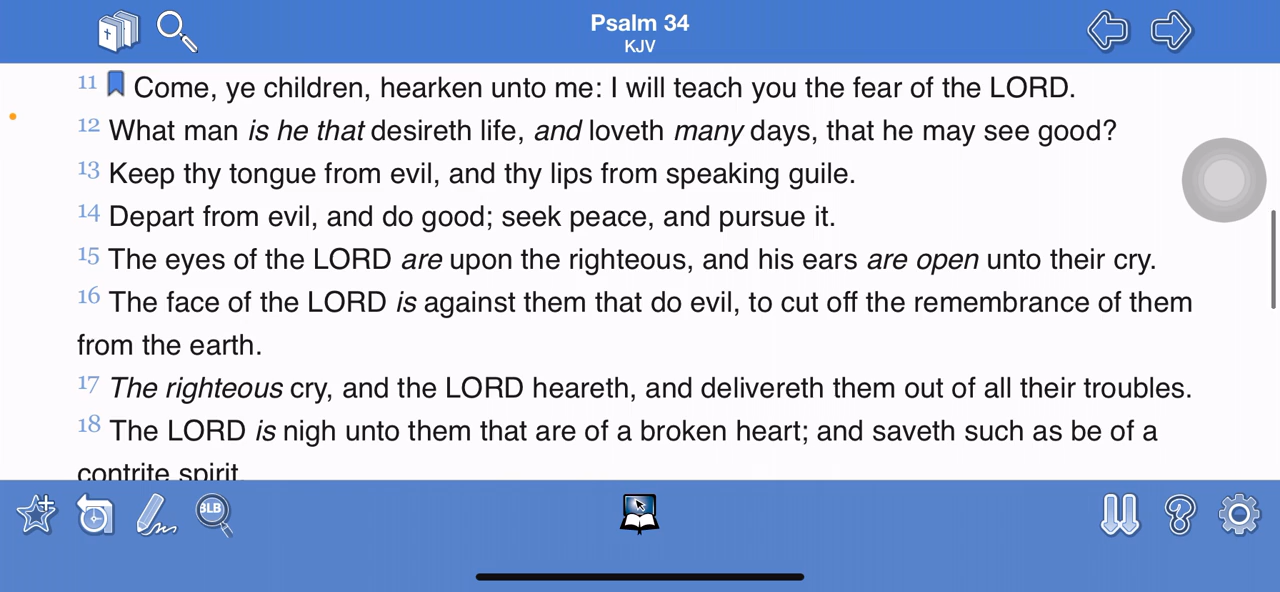 Psalm 34
KJV
11 Come, ye children, hearken unto me: I will teach you the fear of the LORD.
12 What man is he that desireth life, and loveth many days, that he may see good?
13 Keep thy tongue from evil, and thy lips from speaking guile.
14 Depart from evil, and do good; seek peace, and pursue it.
15 The eyes of the LORD are upon the righteous, and his ears are open unto their cry.
16 The face of the LORD is against them that do evil, to cut off the remembrance of them
from the earth.
17 The righteous cry, and the LORD heareth, and delivereth them out of all their troubles.
18 The LORD is nigh unto them that are of a broken heart; and saveth such as be of a
contrite spirit.
BLB